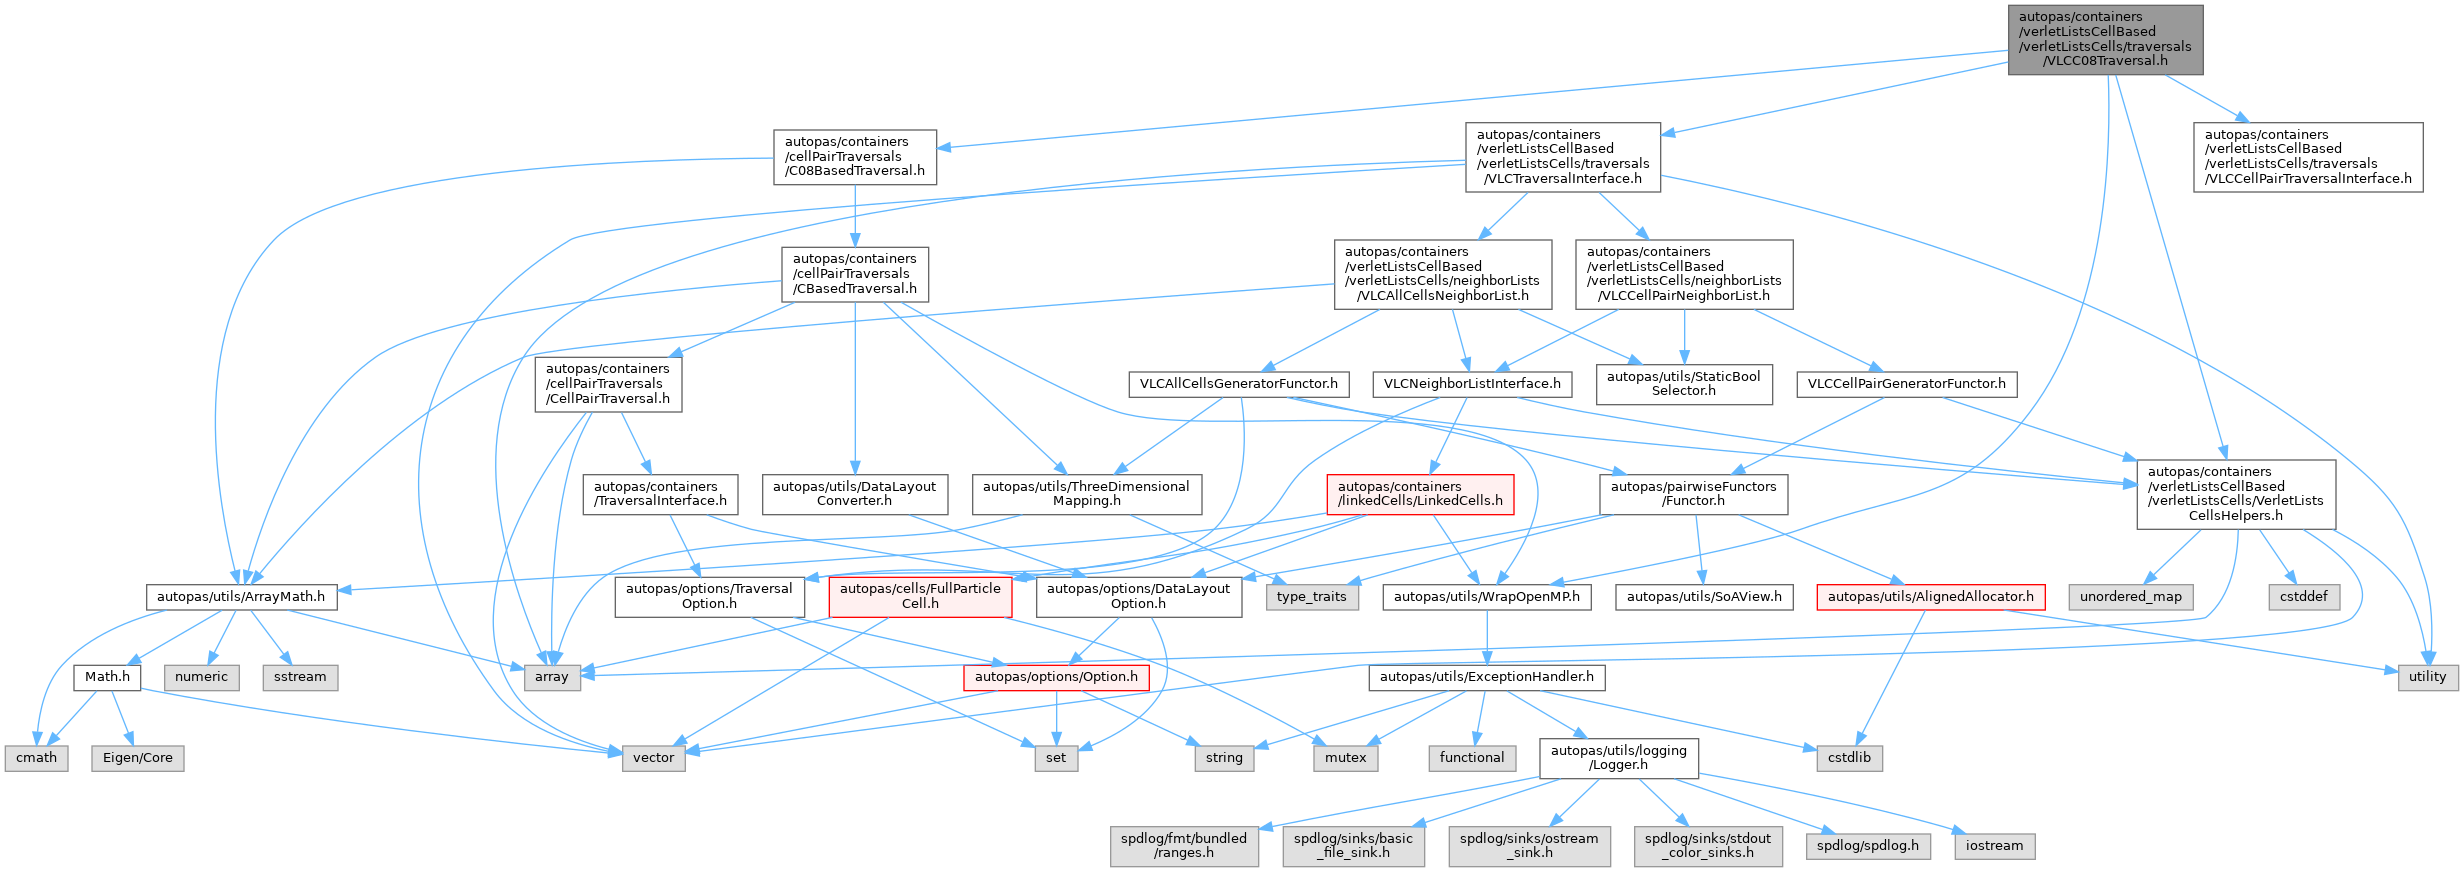 autopas/containers
/verletListsCellBased
/verletListsCells/traversals
/VLCC08Traversal.h
autopas/containers
/cellPairTraversals
/C08BasedTraversal.h
autopas/containers
/verletListsCellBased
/verletListsCells/traversals
/VLCTraversalInterface.h
autopas/containers
/verletListsCellBased
/verletListsCells/traversals
/VLCCellPairTraversalInterface.h
autopas/containers
/cellPairTraversals
/CBasedTraversal.h
autopas/containers
/verletListsCellBased
/verletListsCells/neighborLists
/VLCAllCellsNeighborList.h
autopas/containers
/verletListsCellBased
/verletListsCells/neighborLists
/VLCCellPairNeighborList.h
autopas/containers
/cellPairTraversals
/CellPairTraversal.h
VLCAllCellsGeneratorFunctor.h
VLCNeighborListInterface.h
autopas/utils/StaticBool
Selector.h
VLCCellPairGeneratorFunctor.h
autopas/containers
/TraversalInterface.h
autopas/utils/DataLayout
Converter.h
autopas/utils/ThreeDimensional
Mapping.h
autopas/containers
/linkedCells/LinkedCells.h
autopas/pairwiseFunctors
/Functor.h
autopas/containers
/verletListsCellBased
/verletListsCells/VerletLists
CellsHelpers.h
autopas/utils/ArrayMath.h
autopas/options/Traversal
Option.h
autopas/cells/FullParticle
Cell.h
autopas/options/DataLayout
Option.h
type_traits
autopas/utils/WrapOpenMP.h
autopas/utils/SoAView.h
autopas/utils/AlignedAllocator.h
unordered_map
cstddef
Math.h
numeric
sstream
array
autopas/options/Option.h
autopas/utils/ExceptionHandler.h
utility
cmath
Eigen/Core
vector
set
string
mutex
functional
autopas/utils/logging
/Logger.h
cstdlib
spdlog/fmt/bundled
/ranges.h
spdlog/sinks/basic
_file_sink.h
spdlog/sinks/ostream
_sink.h
spdlog/sinks/stdout
_color_sinks.h
spdlog/spdlog.h
iostream